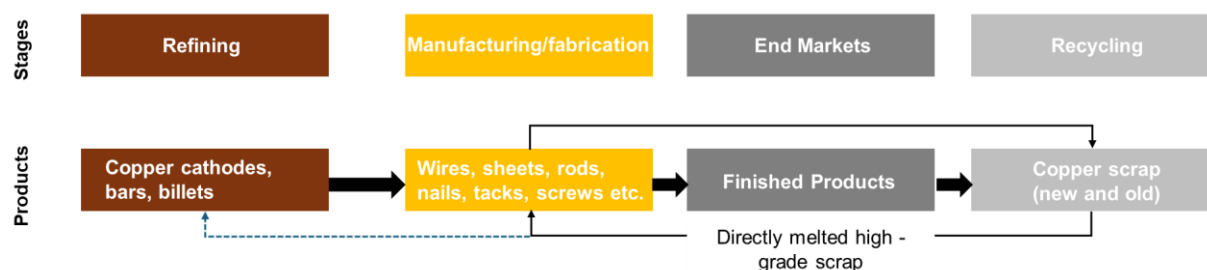 Stages
Refining
Manufacturing/fabrication
End Markets
Recycling
Products
Copper cathodes,
bars, billets
Wires, sheets, rods,
nails, tacks, screws etc.
Finished Products
Copper scrap
(new and old)
Directly melted high -
grade scrap